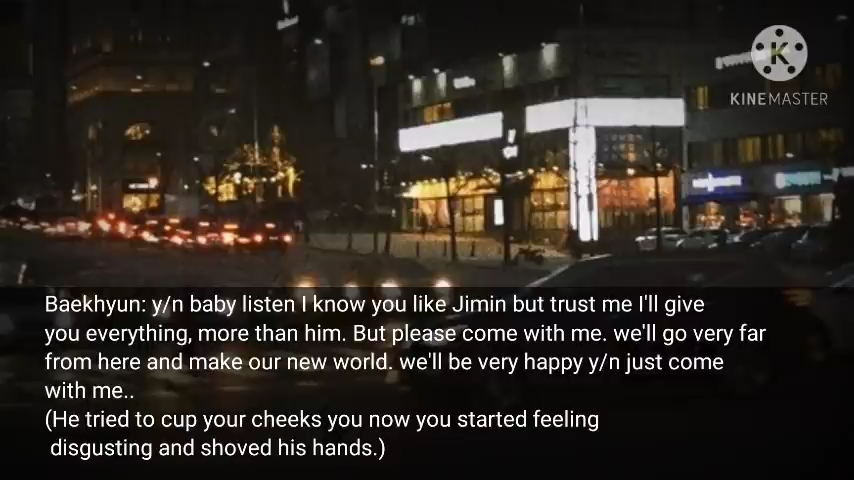 KINEMASTER
Baekhyun: y/n baby listen I know you like Jimin but trust me I'll give
you everything, more than him. But please come with me. we'll go very far
from here and make our new world. we'll be very happy y/n just come
with me..
(He tried to cup your cheeks you now you started feeling
disgusting and shoved his hands.)